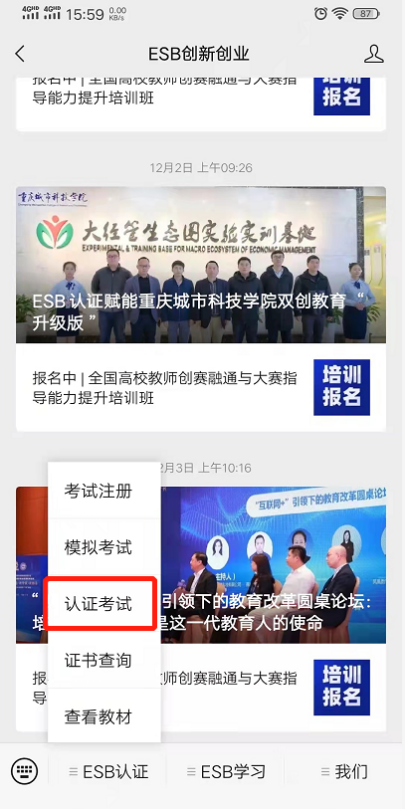 4GHD 4GHD 15:59 0.00 KB/s 87
ESB创新创业
报名中 | 全国高校教师创赛融通与大赛指
导能力提升培训班
培训
报名
12月2日 上午09:26
重庆城市科技学院
大经管生态圈实验实训基地
EXPERIMENTAL & TRAINING BASE FOR MACRO ECOSYSTEM OF ECONOMIC MANAGEMENT
ESB 认证赋能重庆城市科技学院双创教育 “
升级版 ”
报名中 | 全国高校教师创赛融通与大赛指
导能力提升培训班
培训
报名
2月3日 上午10:16
“互联网+” 引领下的教育改革圆桌论坛
主持人
“
引领下的教育改革圆桌论坛:
培
是这一代教育人的使命
报
师创赛融通与大赛指
导
培训
报名
考试注册
模拟考试
认证考试
证书查询
查看教材
ESB认证
ESB学习
我们